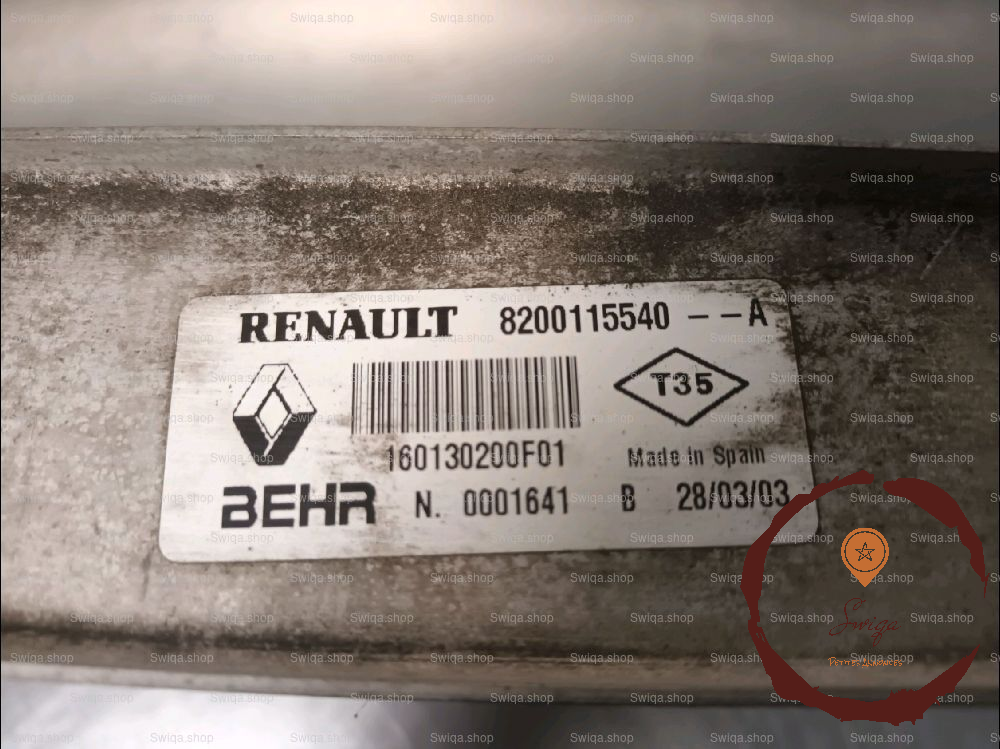 RENAULT 8200115540 --A
T35
160130200F01 Made in Spain
BEHR N. 0001641 B 28/03/03
Swiqa.shop
Swiqa